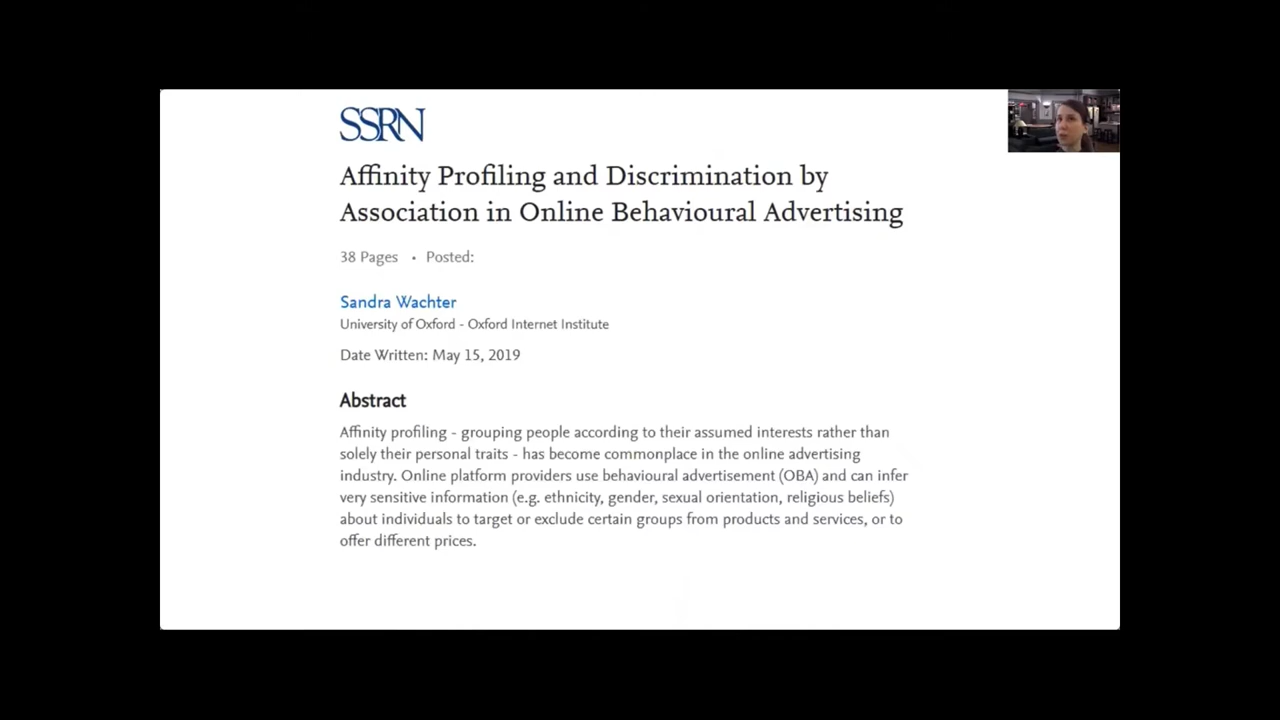 SSRN
Affinity Profiling and Discrimination by
Association in Online Behavioural Advertising
38 Pages • Posted:
Sandra Wachter
University of Oxford - Oxford Internet Institute
Date Written: May 15, 2019
Abstract
Affinity profiling - grouping people according to their assumed interests rather than
solely their personal traits - has become commonplace in the online advertising
industry. Online platform providers use behavioural advertisement (OBA) and can infer
very sensitive information (e.g. ethnicity, gender, sexual orientation, religious beliefs)
about individuals to target or exclude certain groups from products and services, or to
offer different prices.